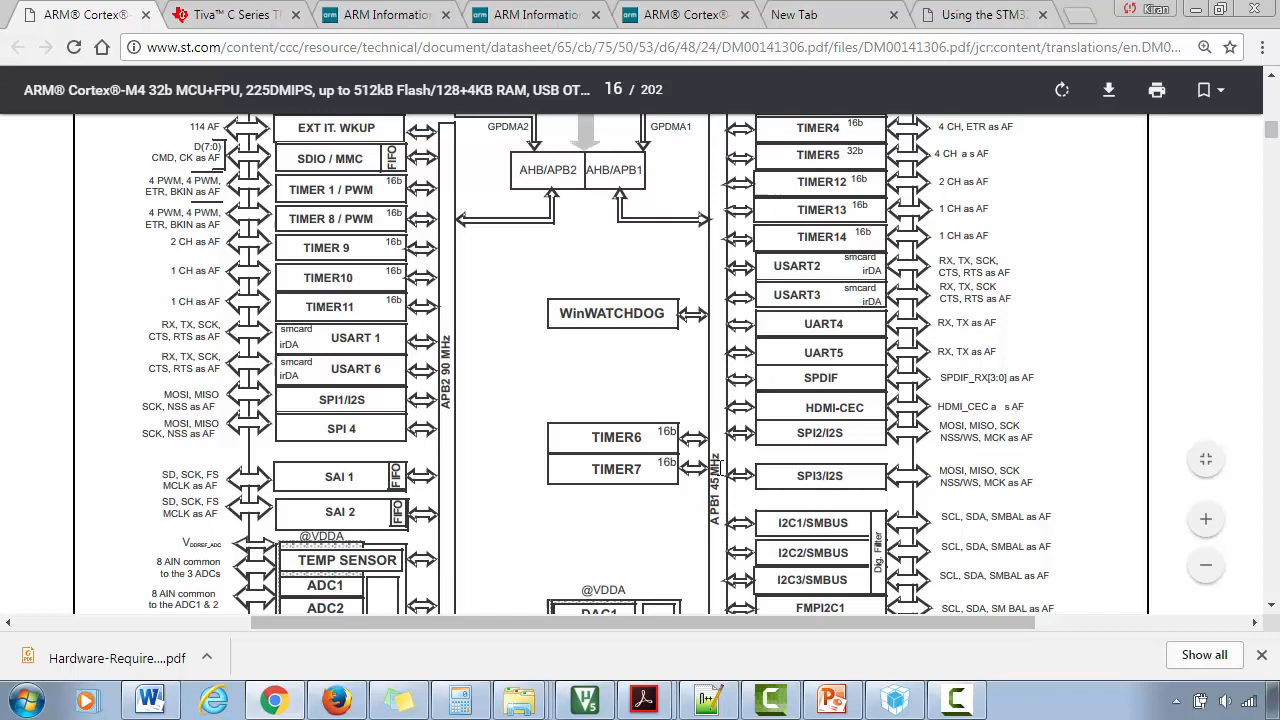 ARM® Cortex®-
Tiva™ C Series T
ARM Information
ARM Information
ARM® Cortex®-
New Tab
Using the STM3
Kiran
www.st.com/content/ccc/resource/technical/document/datasheet/65/cb/75/50/53/d6/48/24/DM00141306.pdf/files/DM00141306.pdf/jcr:content/translations/en.DM0...
ARM® Cortex®-M4 32b MCU+FPU, 225DMIPS, up to 512kB Flash/128+4KB RAM, USB OT...
16 / 202
114 AF
EXT IT. WKUP
D(7:0)
CMD, CK as AF
SDIO / MMC
FIFO
4 PWM, 4 PWM,
ETR, BKIN as AF
TIMER 1 / PWM
16b
4 PWM, 4 PWM,
ETR, BKIN as AF
TIMER 8 / PWM
16b
2 CH as AF
TIMER 9
16b
1 CH as AF
TIMER10
16b
1 CH as AF
TIMER11
16b
RX, TX, SCK,
CTS, RTS as AF
smcard
irDA
USART 1
RX, TX, SCK,
CTS, RTS as AF
smcard
irDA
USART 6
MOSI, MISO
SCK, NSS as AF
SPI1/I2S
MOSI, MISO
SCK, NSS as AF
SPI 4
SD, SCK, FS
MCLK as AF
SAI 1
FIFO
SD, SCK, FS
MCLK as AF
SAI 2
FIFO
VDDREF_ADC
@VDDA
TEMP SENSOR
8 AIN common
to the 3 ADCs
ADC1
8 AIN common
to the ADC1 & 2
ADC2
APB2 90 MHz
GPDMA2
GPDMA1
AHB/APB2
AHB/APB1
WinWATCHDOG
TIMER6
16b
TIMER7
16b
@VDDA
DAC1
APB1 45MHz
TIMER4
16b
4 CH, ETR as AF
TIMER5
32b
4 CH a s AF
TIMER12
16b
2 CH as AF
TIMER13
16b
1 CH as AF
TIMER14
16b
1 CH as AF
USART2
smcard
irDA
RX, TX, SCK,
CTS, RTS as AF
USART3
smcard
irDA
RX, TX, SCK
CTS, RTS as AF
UART4
RX, TX as AF
UART5
RX, TX as AF
SPDIF
SPDIF_RX[3:0] as AF
HDMI-CEC
HDMI_CEC a s AF
SPI2/I2S
MOSI, MISO, SCK
NSS/WS, MCK as AF
SPI3/I2S
MOSI, MISO, SCK
NSS/WS, MCK as AF
I2C1/SMBUS
SCL, SDA, SMBAL as AF
I2C2/SMBUS
SCL, SDA, SMBAL as AF
I2C3/SMBUS
SCL, SDA, SMBAL as AF
Dig. Filter
FMPI2C1
SCL, SDA, SM BAL as AF
Hardware-Require....pdf
Show all